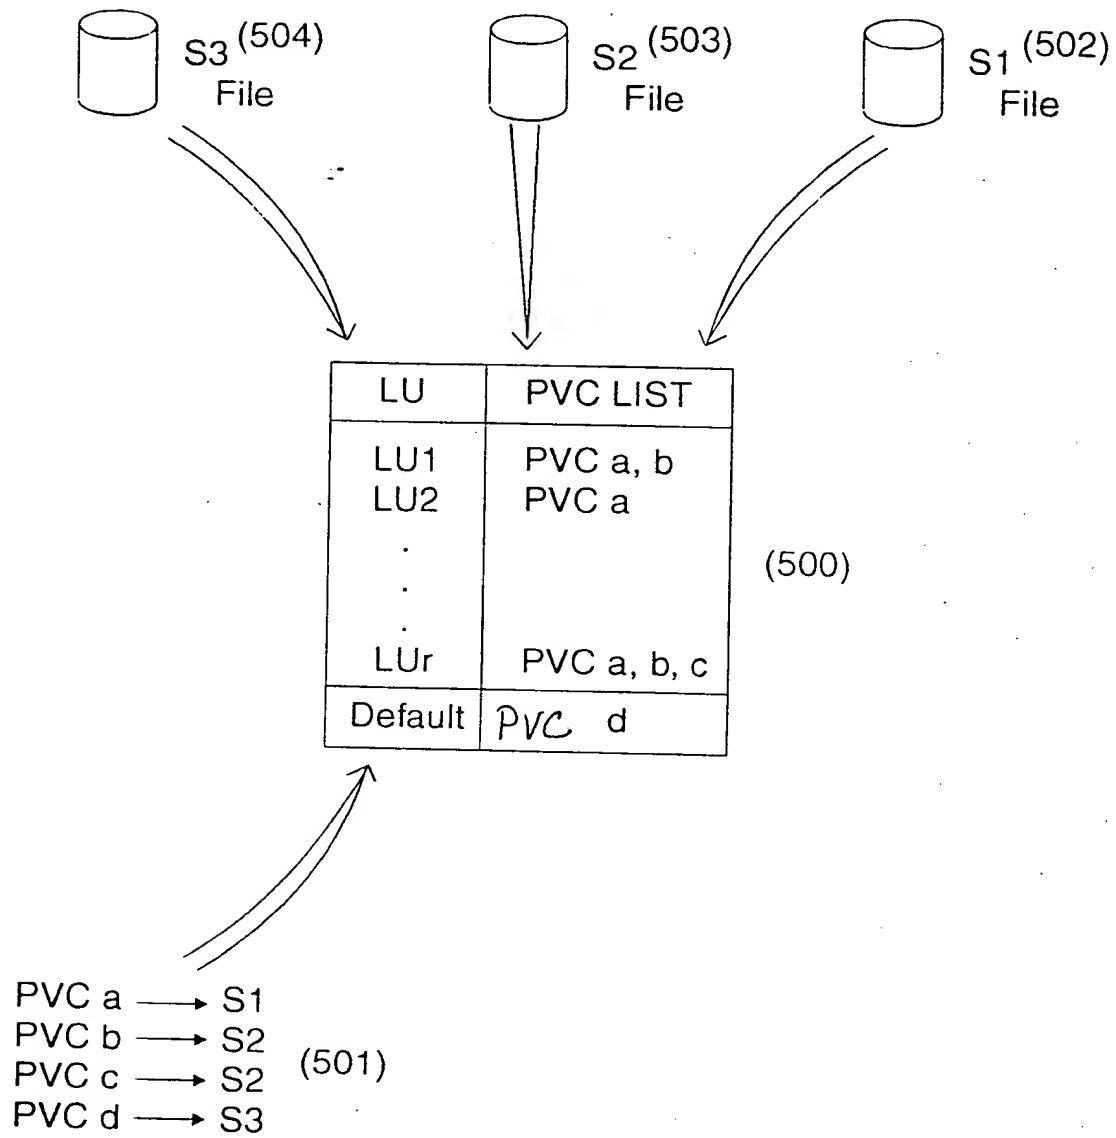 S3 (504)
File
S2 (503)
File
S1 (502)
File
LU PVC LIST
LU1 PVC a, b
LU2 PVC a
.
.
.
LUr PVC a, b, c
Default PVC d
(500)
PVC a → S1
PVC b → S2
PVC c → S2
PVC d → S3
(501)